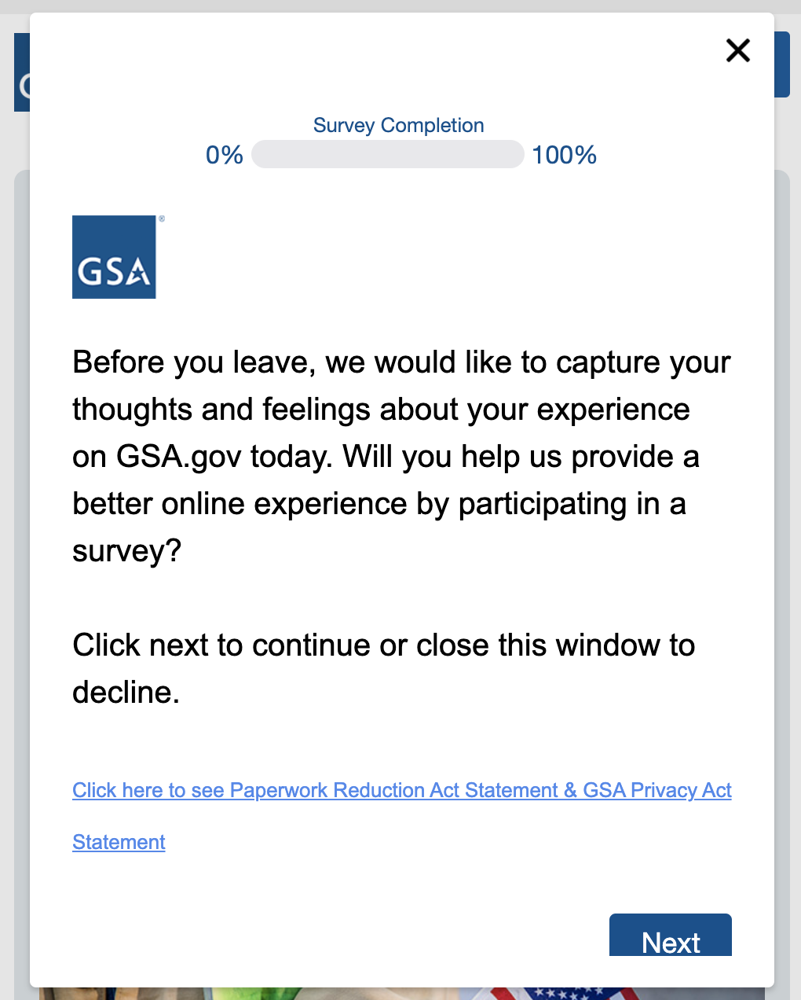 Survey Completion
0% 100%
GSA
®
Before you leave, we would like to capture your
thoughts and feelings about your experience
on GSA.gov today. Will you help us provide a
better online experience by participating in a
survey?
Click next to continue or close this window to
decline.
Click here to see Paperwork Reduction Act Statement & GSA Privacy Act
Statement
Next